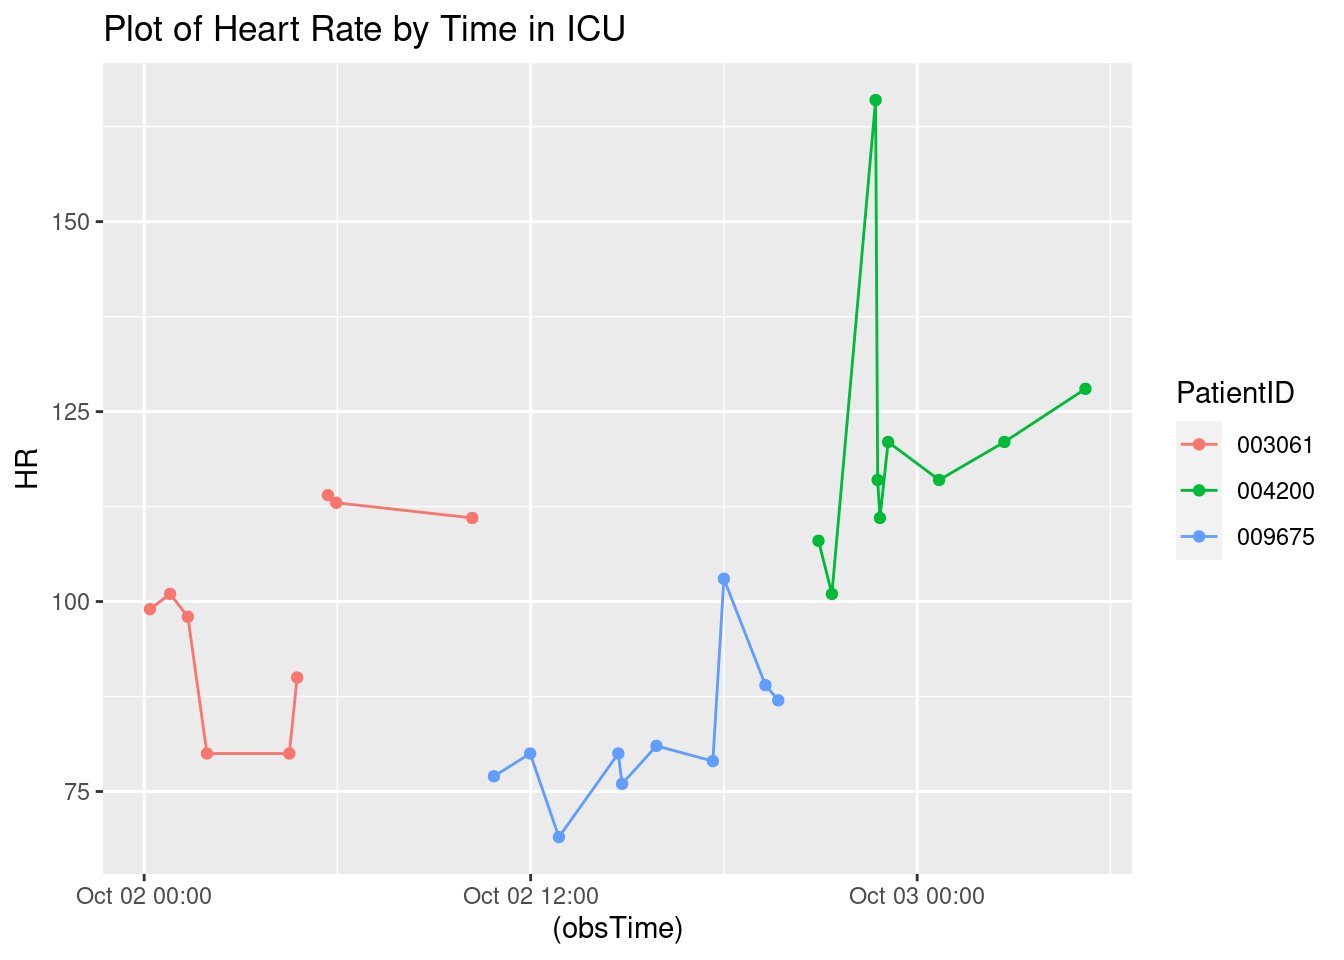 Plot of Heart Rate by Time in ICU
HR
150
125
100
75
Oct 02 00:00
Oct 02 12:00
Oct 03 00:00
(obsTime)
PatientID
003061
004200
009675